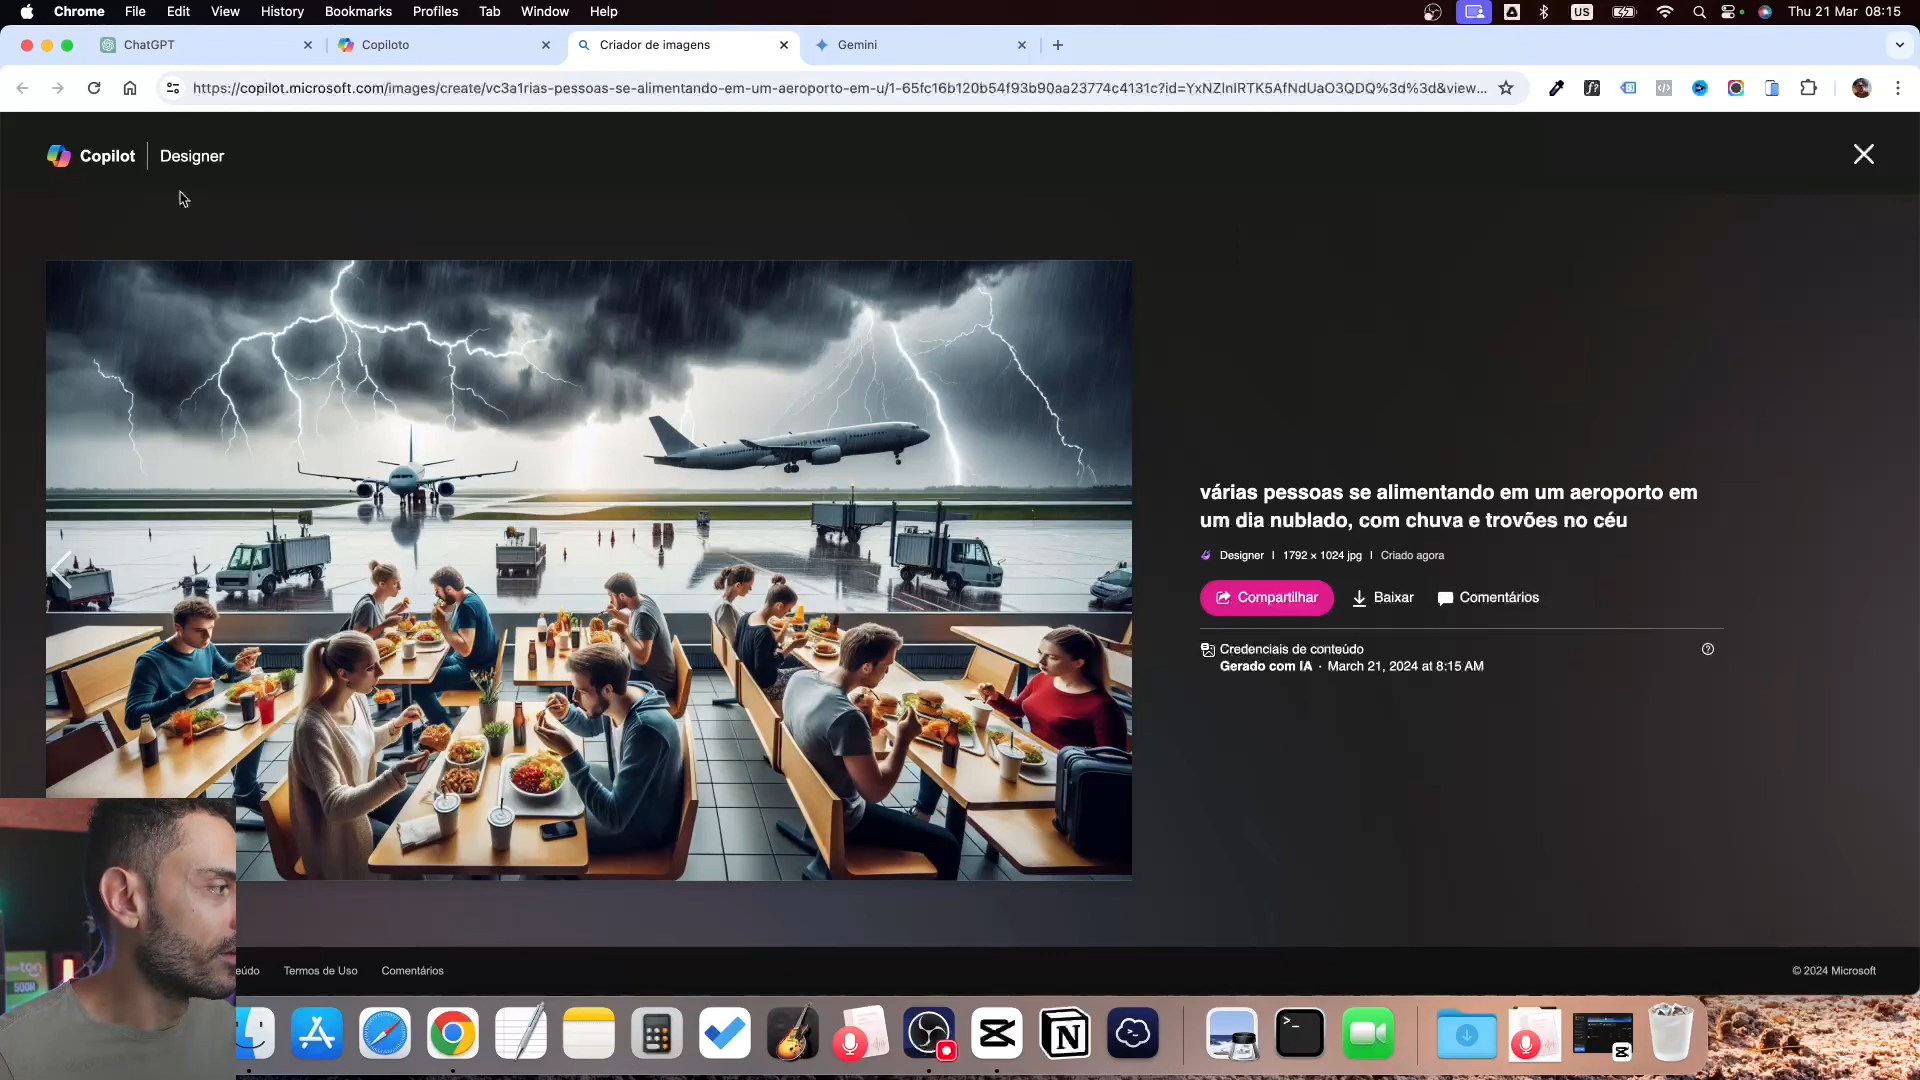 Chrome File Edit View History Bookmarks Profiles Tab Window Help
US
Thu 21 Mar 08:15
ChatGPT
Copiloto
Criador de imagens
Gemini
https://copilot.microsoft.com/images/create/vc3a1rias-pessoas-se-alimentando-em-um-aeroporto-em-u/1-65fc16b120b54f93b90aa23774c4131c?id=YxNZlnIRTK5AfNdUaO3QDQ%3d%3d&view...
Copilot
Designer
várias pessoas se alimentando em um aeroporto em
um dia nublado, com chuva e trovões no céu
Designer | 1792 × 1024 jpg | Criado agora
Compartilhar
Baixar
Comentários
Credenciais de conteúdo
Gerado com IA · March 21, 2024 at 8:15 AM
Termos de Uso
Comentários
© 2024 Microsoft